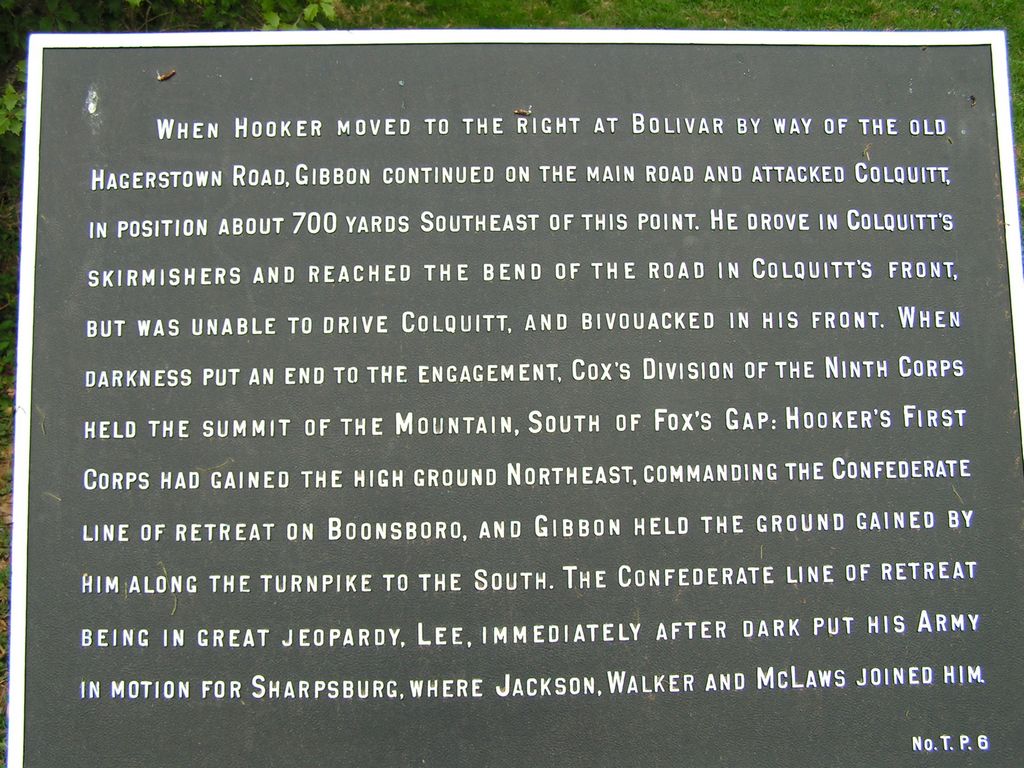 When Hooker moved to the right at Bolivar by way of the old
Hagerstown Road, Gibbon continued on the main road and attacked Colquitt,
in position about 700 yards Southeast of this point. He drove in Colquitt's
skirmishers and reached the bend of the road in Colquitt's front,
but was unable to drive Colquitt, and bivouacked in his front. When
darkness put an end to the engagement, Cox's Division of the Ninth Corps
held the summit of the Mountain, South of Fox's Gap: Hooker's First
Corps had gained the high ground Northeast, commanding the Confederate
line of retreat on Boonsboro, and Gibbon held the ground gained by
him along the turnpike to the South. The Confederate line of retreat
being in great jeopardy, Lee, immediately after dark put his Army
in motion for Sharpsburg, where Jackson, Walker and McLaws joined him.
No. T. P. 6